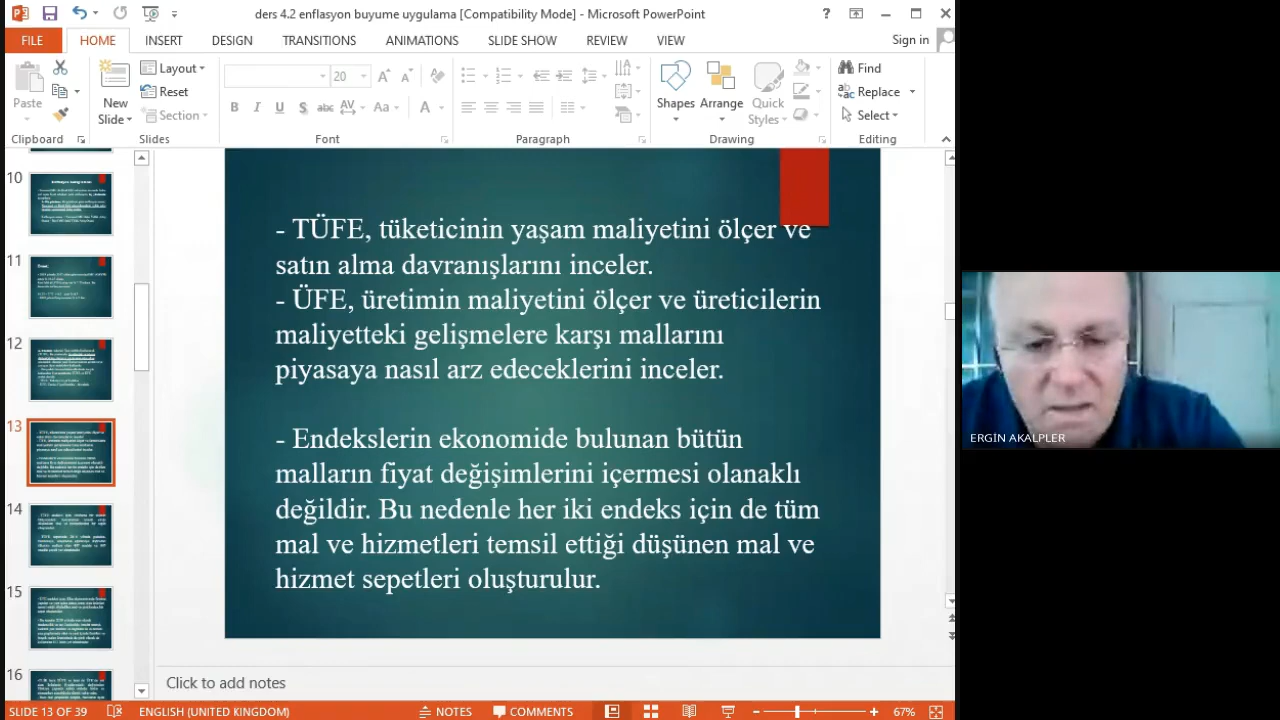 ders 4.2 enflasyon buyume uygulama [Compatibility Mode] - Microsoft PowerPoint
FILE HOME INSERT DESIGN TRANSITIONS ANIMATIONS SLIDE SHOW REVIEW VIEW Sign in
Paste
New Slide
Layout
Reset
Section
20
B I U S abc AV Aa A
Shapes Arrange Quick Styles
Find
Replace
Select
Clipboard Slides Font Paragraph Drawing Editing
10
11
12
13
14
15
16
- TÜFE, tüketicinin yaşam maliyetini ölçer ve
satın alma davranışlarını inceler.
- ÜFE, üretimin maliyetini ölçer ve üreticilerin
maliyetteki gelişmelere karşı mallarını
piyasaya nasıl arz edeceklerini inceler.
- Endekslerin ekonomide bulunan bütün
malların fiyat değişimlerini içermesi olanaklı
değildir. Bu nedenle her iki endeks için de tüm
mal ve hizmetleri temsil ettiği düşünen mal ve
hizmet sepetleri oluşturulur.
ERGİN AKALPLER
Click to add notes
SLIDE 13 OF 39 ENGLISH (UNITED KINGDOM) NOTES COMMENTS 67%